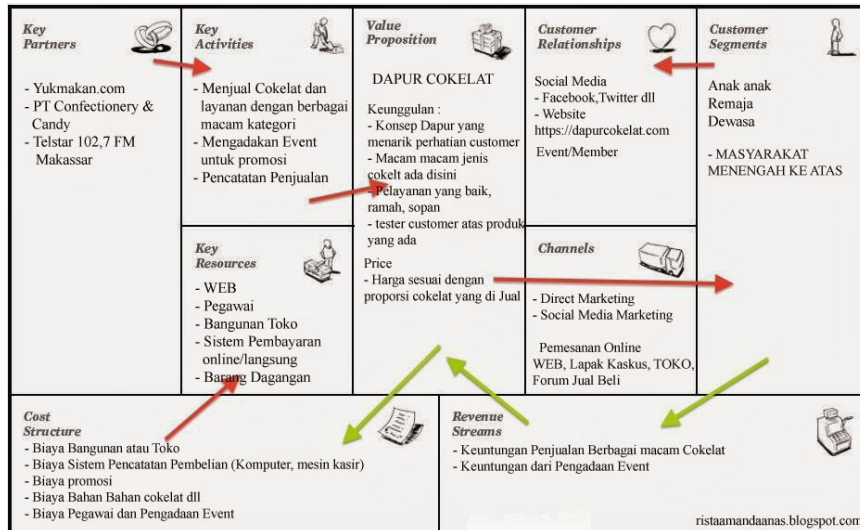 Key
Partners
- Yukmakan.com
- PT Confectionery &
Candy
- Telstar 102,7 FM
Makassar
Key
Activities
- Menjual Cokelat dan
layanan dengan berbagai
macam kategori
- Mengadakan Event
untuk promosi
- Pencatatan Penjualan
Key
Resources
- WEB
- Pegawai
- Bangunan Toko
- Sistem Pembayaran
online/langsung
- Barang Dagangan
Value
Proposition
DAPUR COKELAT
Keunggulan :
- Konsep Dapur yang
menarik perhatian customer
- Macam macam jenis
cokelt ada disini
- Pelayanan yang baik,
ramah, sopan
- tester customer atas produk
yang ada
Price
- Harga sesuai dengan
proporsi cokelat yang di Jual
Customer
Relationships
Social Media
- Facebook,Twitter dll
- Website
https://dapurcokelat.com
Event/Member
Channels
- Direct Marketing
- Social Media Marketing
Pemesanan Online
WEB, Lapak Kaskus, TOKO,
Forum Jual Beli
Customer
Segments
Anak anak
Remaja
Dewasa
- MASYARAKAT
MENENGAH KE ATAS
Cost
Structure
- Biaya Bangunan atau Toko
- Biaya Sistem Pencatatan Pembelian (Komputer, mesin kasir)
- Biaya promosi
- Biaya Bahan Bahan cokelat dll
- Biaya Pegawai dan Pengadaan Event
Revenue
Streams
- Keuntungan Penjualan Berbagai macam Cokelat
- Keuntungan dari Pengadaan Event
ristaamandaanas.blogspot.com